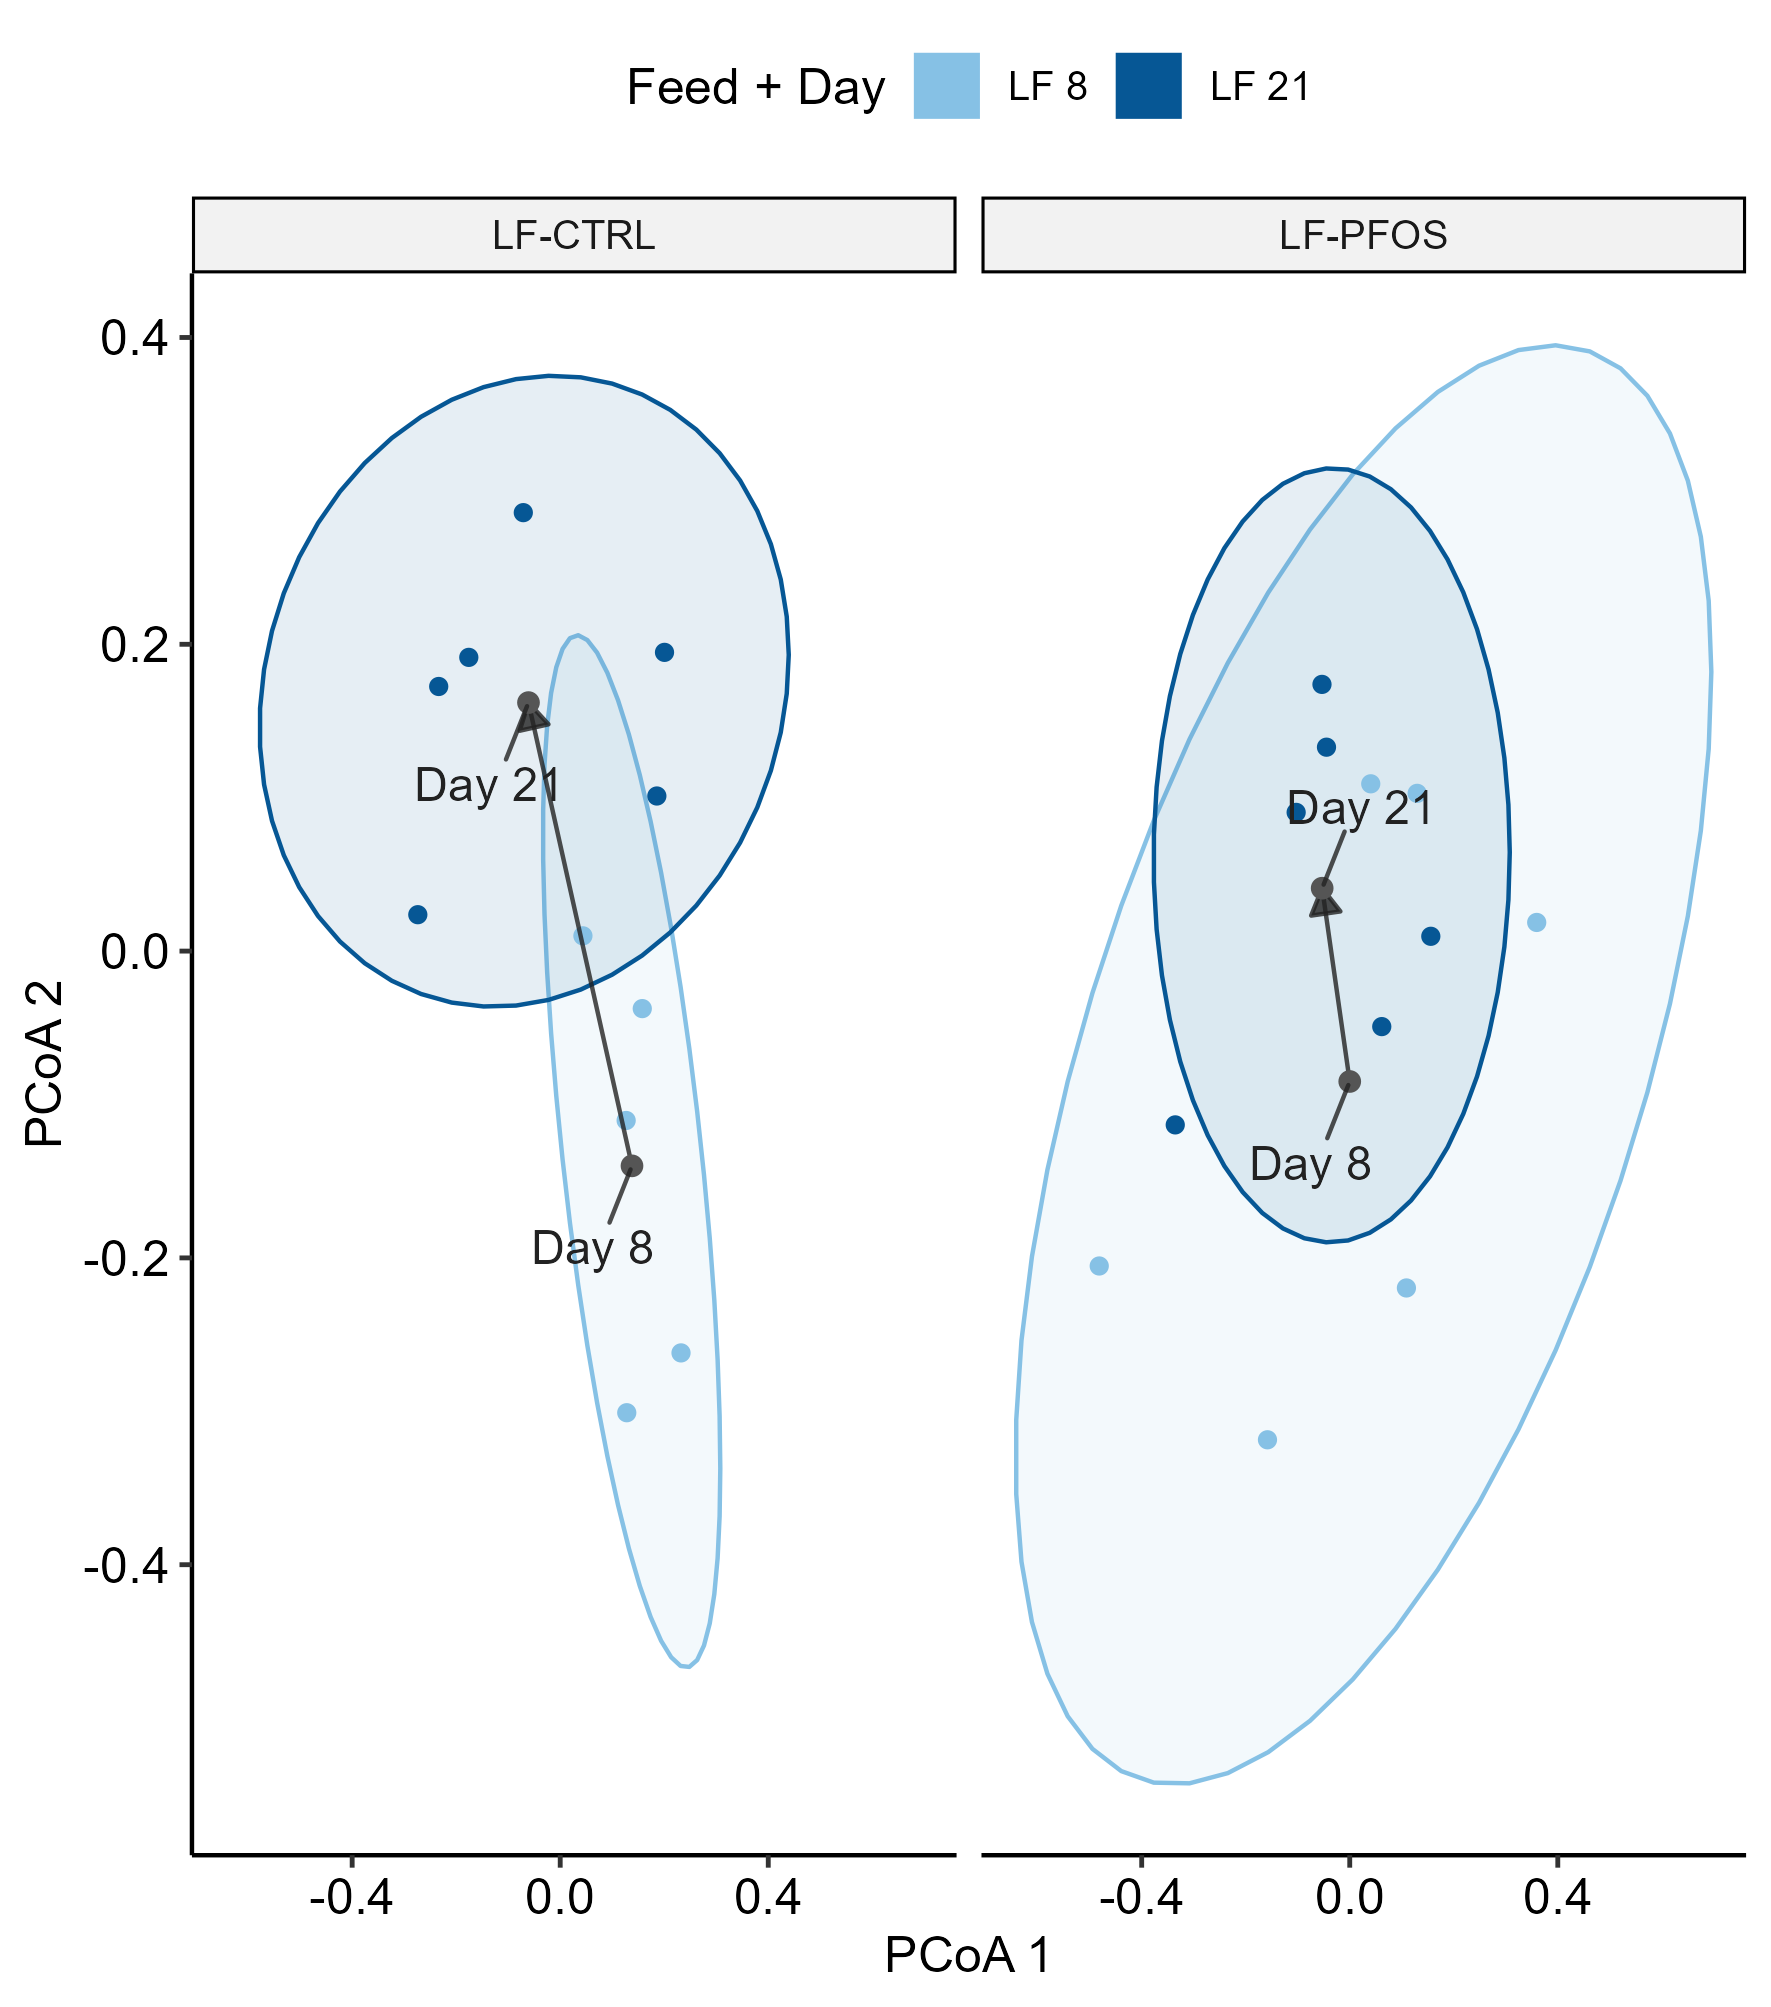 Feed + Day LF 8 LF 21
LF-CTRL LF-PFOS
0.4
0.2
0.0
-0.2
-0.4
PCoA 2
Day 21
Day 8
Day 21
Day 8
-0.4 0.0 0.4 -0.4 0.0 0.4
PCoA 1